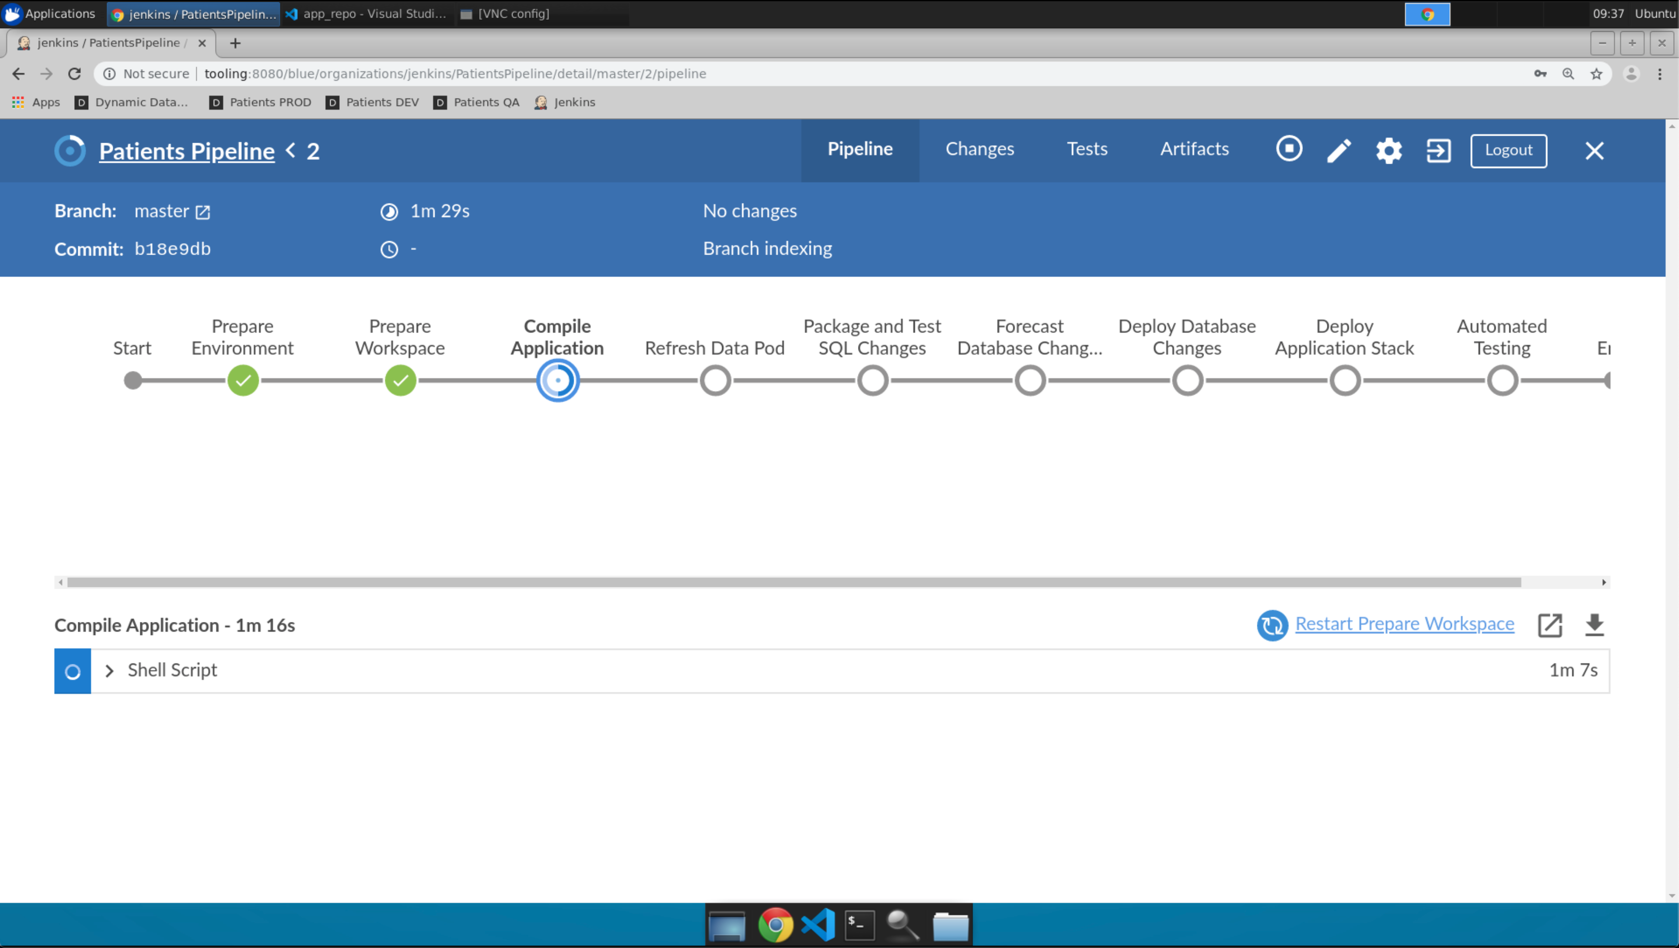 Applications
jenkins / PatientsPipelin...
app_repo - Visual Studi...
[VNC config]
09:37 Ubuntu
jenkins / PatientsPipeline /
Not secure
tooling:8080/blue/organizations/jenkins/PatientsPipeline/detail/master/2/pipeline
Apps
Dynamic Data...
Patients PROD
Patients DEV
Patients QA
Jenkins
Patients Pipeline < 2
Pipeline
Changes
Tests
Artifacts
Logout
Branch: master
1m 29s
No changes
Commit: b18e9db
-
Branch indexing
Start
Prepare
Environment
Prepare
Workspace
Compile
Application
Refresh Data Pod
Package and Test
SQL Changes
Forecast
Database Chang...
Deploy Database
Changes
Deploy
Application Stack
Automated
Testing
Compile Application - 1m 16s
Restart Prepare Workspace
Shell Script
1m 7s